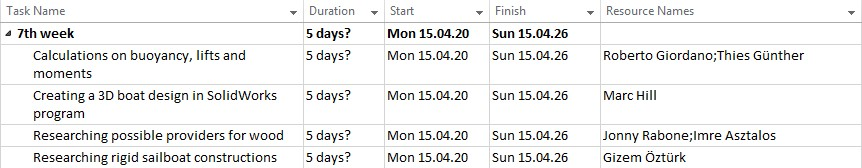 Task Name Duration Start Finish Resource Names
7th week 5 days? Mon 15.04.20 Sun 15.04.26
Calculations on buoyancy, lifts and moments 5 days? Mon 15.04.20 Sun 15.04.26 Roberto Giordano;Thies Günther
Creating a 3D boat design in SolidWorks program 5 days? Mon 15.04.20 Sun 15.04.26 Marc Hill
Researching possible providers for wood 5 days? Mon 15.04.20 Sun 15.04.26 Jonny Rabone;Imre Asztalos
Researching rigid sailboat constructions 5 days? Mon 15.04.20 Sun 15.04.26 Gizem Öztürk